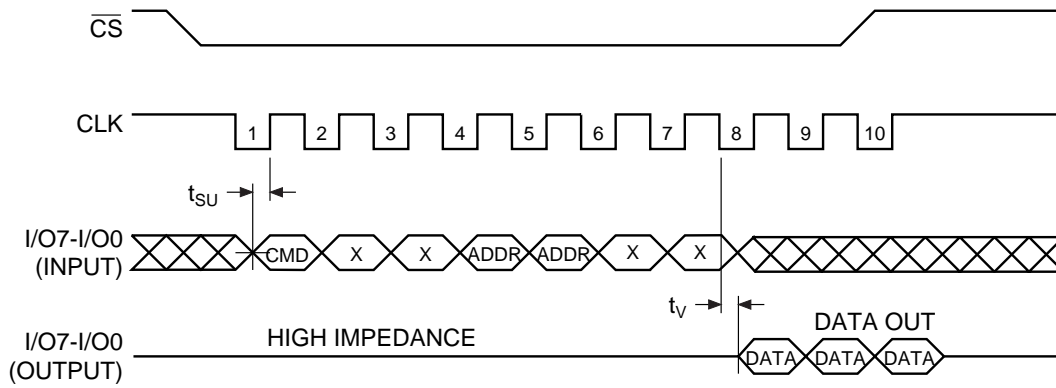 CS
CLK
1 2 3 4 5 6 7 8 9 10
tSU
I/O7-I/O0
(INPUT)
CMD X X ADDR ADDR X X
tV
I/O7-I/O0
(OUTPUT)
HIGH IMPEDANCE
DATA OUT
DATA DATA DATA